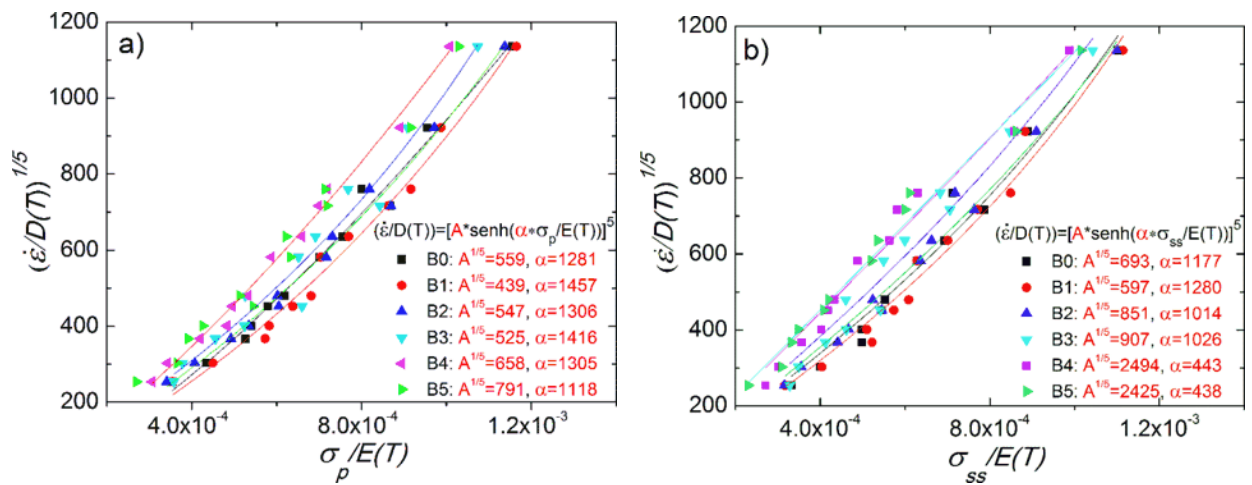 a)
1200
1000
800
600
400
200
(ε̇/D(T))^1/5
(ε̇/D(T))=[A*senh(α*σ_p/E(T))]^5
B0: A^1/5=559, α=1281
B1: A^1/5=439, α=1457
B2: A^1/5=547, α=1306
B3: A^1/5=525, α=1416
B4: A^1/5=658, α=1305
B5: A^1/5=791, α=1118
4.0x10^-4 8.0x10^-4 1.2x10^-3
σ_p/E(T)
b)
1200
1000
800
600
400
200
(ε̇/D(T))^1/5
(ε̇/D(T))=[A*senh(α*σ_ss/E(T))]^5
B0: A^1/5=693, α=1177
B1: A^1/5=597, α=1280
B2: A^1/5=851, α=1014
B3: A^1/5=907, α=1026
B4: A^1/5=2494, α=443
B5: A^1/5=2425, α=438
4.0x10^-4 8.0x10^-4 1.2x10^-3
σ_ss/E(T)